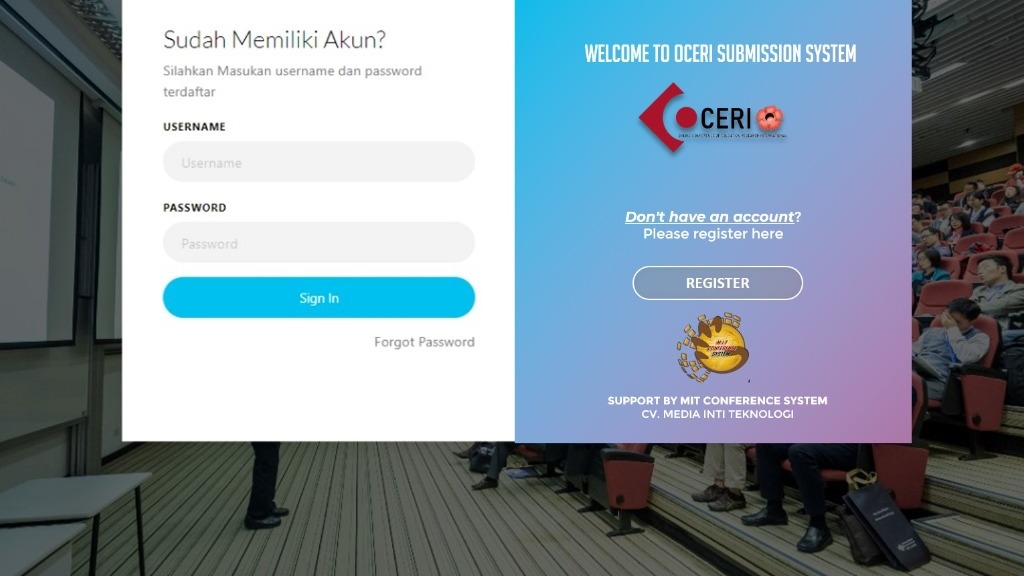 Sudah Memiliki Akun?
Silahkan Masukan username dan password
terdaftar
USERNAME
Username
PASSWORD
Password
Sign In
Forgot Password
WELCOME TO OCERI SUBMISSION SYSTEM
OCERI
Don't have an account?
Please register here
REGISTER
MIT
CONFERENCE
SYSTEM
SUPPORT BY MIT CONFERENCE SYSTEM
CV. MEDIA INTI TEKNOLOGI